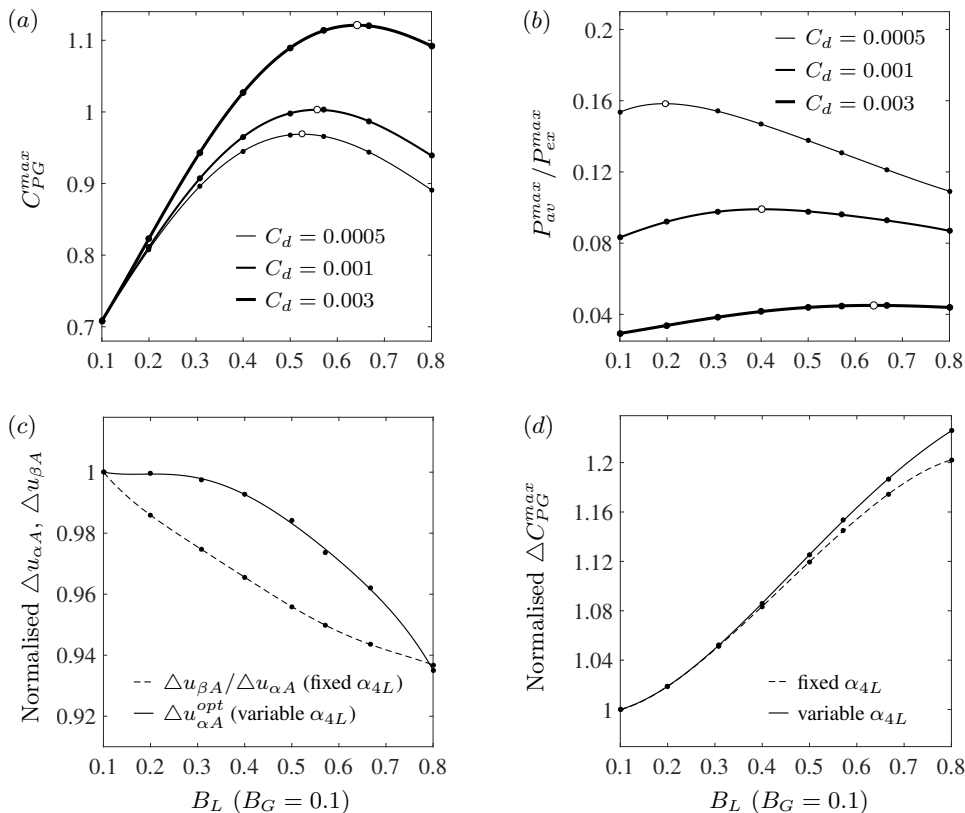 (a)
C_{PG}^{max}
1.1
1
0.9
0.8
0.7
C_d = 0.0005
C_d = 0.001
C_d = 0.003
0.1 0.2 0.3 0.4 0.5 0.6 0.7 0.8
(b)
P_{av}^{max}/P_{ex}^{max}
0.2
0.16
0.12
0.08
0.04
C_d = 0.0005
C_d = 0.001
C_d = 0.003
0.1 0.2 0.3 0.4 0.5 0.6 0.7 0.8
(c)
Normalised △u_{αA}, △u_{βA}
1
0.98
0.96
0.94
0.92
△u_{βA}/△u_{αA} (fixed α_{4L})
△u_{αA}^{opt} (variable α_{4L})
0.1 0.2 0.3 0.4 0.5 0.6 0.7 0.8
B_L (B_G = 0.1)
(d)
Normalised △C_{PG}^{max}
1.2
1.16
1.12
1.08
1.04
1
fixed α_{4L}
variable α_{4L}
0.1 0.2 0.3 0.4 0.5 0.6 0.7 0.8
B_L (B_G = 0.1)